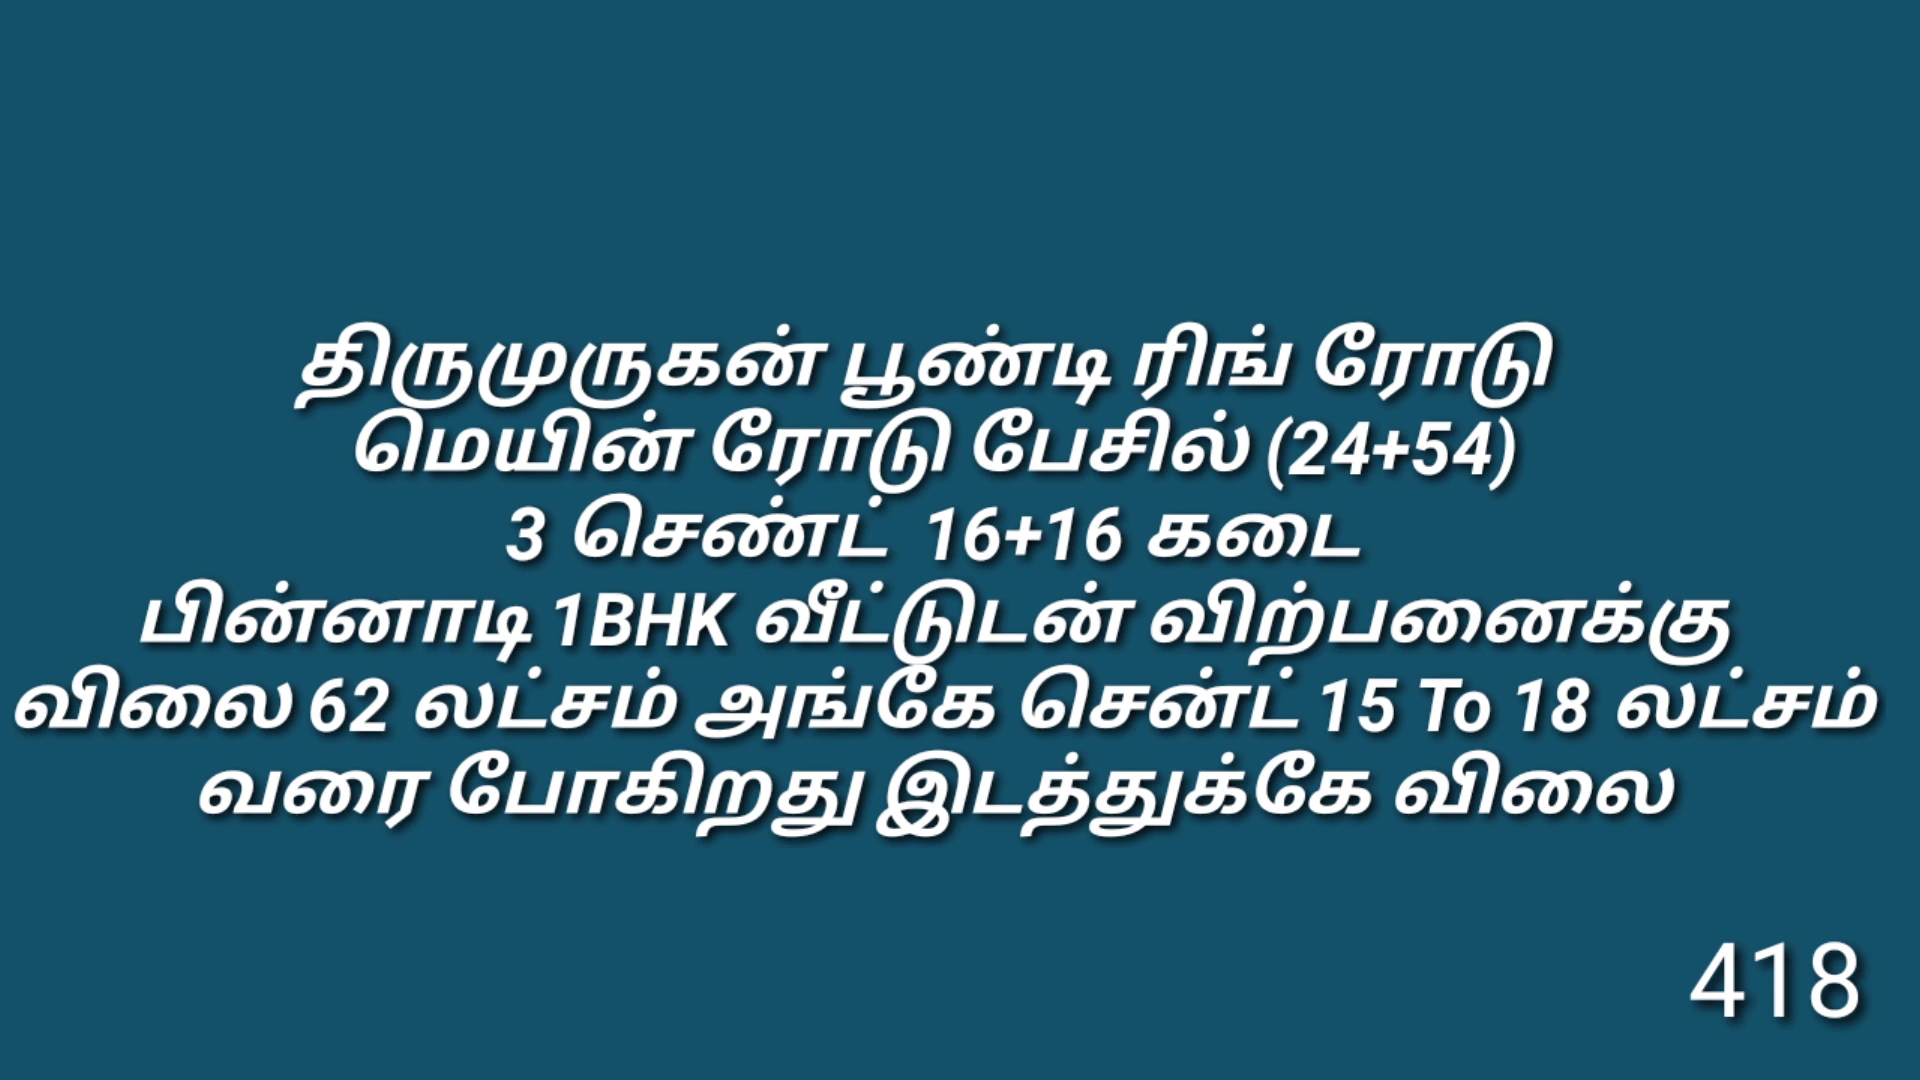 திருமுருகன் பூண்டி ரிங் ரோடு
மெயின் ரோடு பேசில் (24+54)
3 செண்ட் 16+16 கடை
பின்னாடி 1BHK வீட்டுடன் விற்பனைக்கு
விலை 62 லட்சம் அங்கே சென்ட் 15 To 18 லட்சம்
வரை போகிறது இடத்துக்கே விலை
418